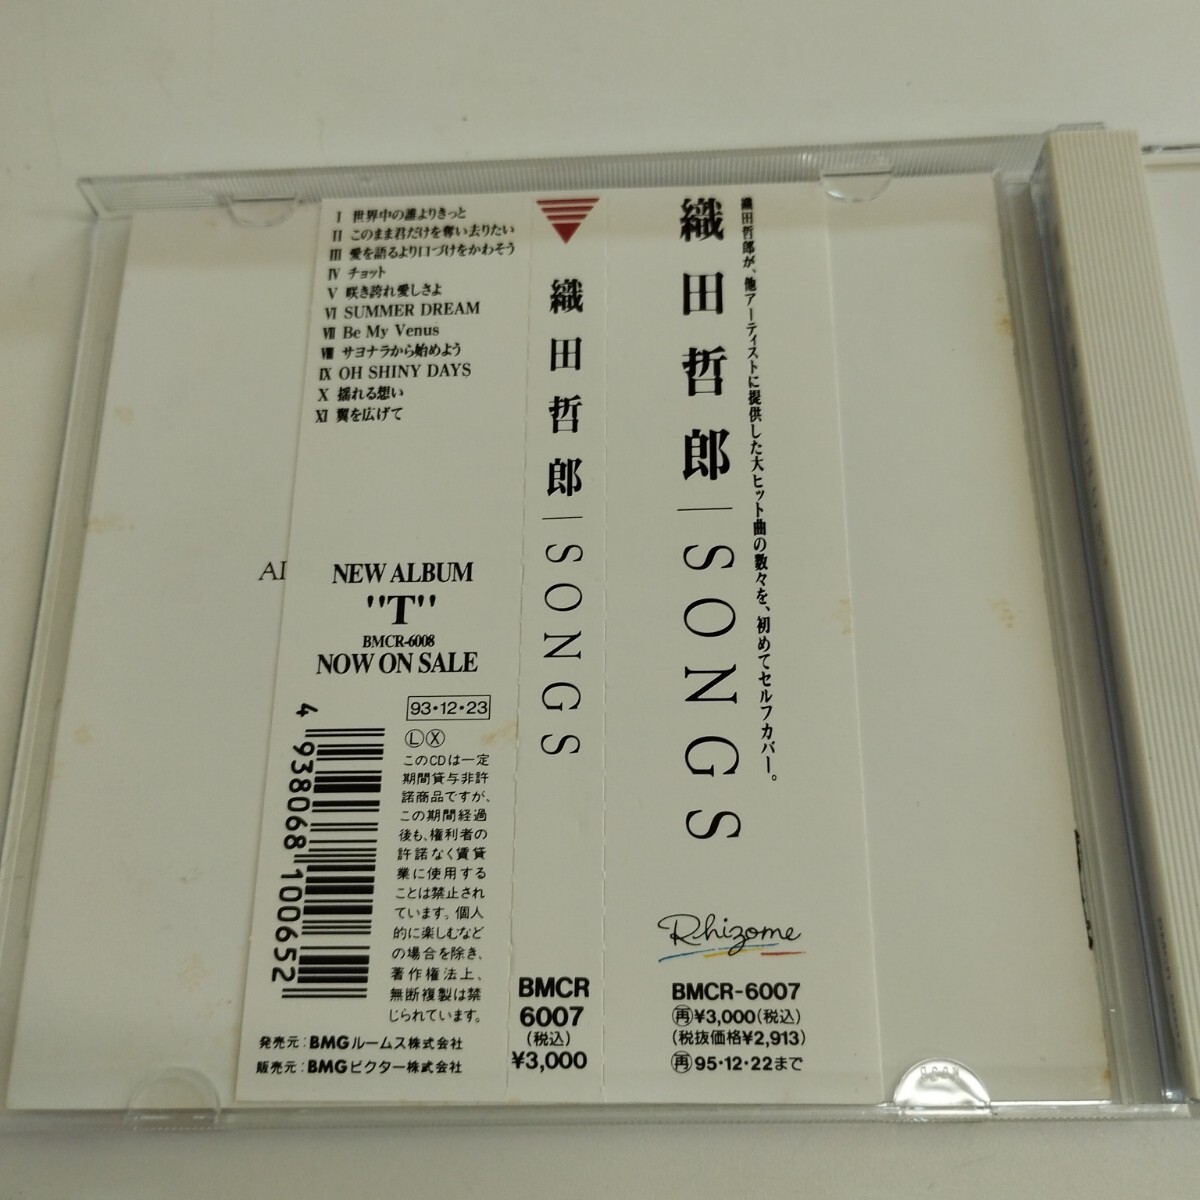 I 世界中の誰よりきっと
II このまま君だけを奪い去りたい
III 愛を語るより口づけをかわそう
IV チョット
V 咲き誇れ愛しさよ
VI SUMMER DREAM
VII Be My Venus
VIII サヨナラから始めよう
IX OH SHINY DAYS
X 揺れる想い
XI 翼を広げて
AI
NEW ALBUM
"T"
BMCR-6008
NOW ON SALE
93・12・23
Ⓛ Ⓧ
このCDは一定
期間貸与非許
諾商品ですが、
この期間経過
後も、権利者の
許諾なく賃貸
業に使用する
ことは禁止され
ています。個人
的に楽しむなど
の場合を除き、
著作権法上、
無断複製は禁
じられています。
4 938068 100652
発売元：BMGルームス株式会社
販売元：BMGビクター株式会社
織田哲郎｜SONGS
BMCR
6007
(税込)
¥3,000
織田哲郎｜SONGS
織田哲郎が、他アーティストに提供した大ヒット曲の数々を、初めてセルフカバー。
Rhizome
BMCR-6007
㊢¥3,000(税込)
(税抜価格¥2,913)
㊢95・12・22まで